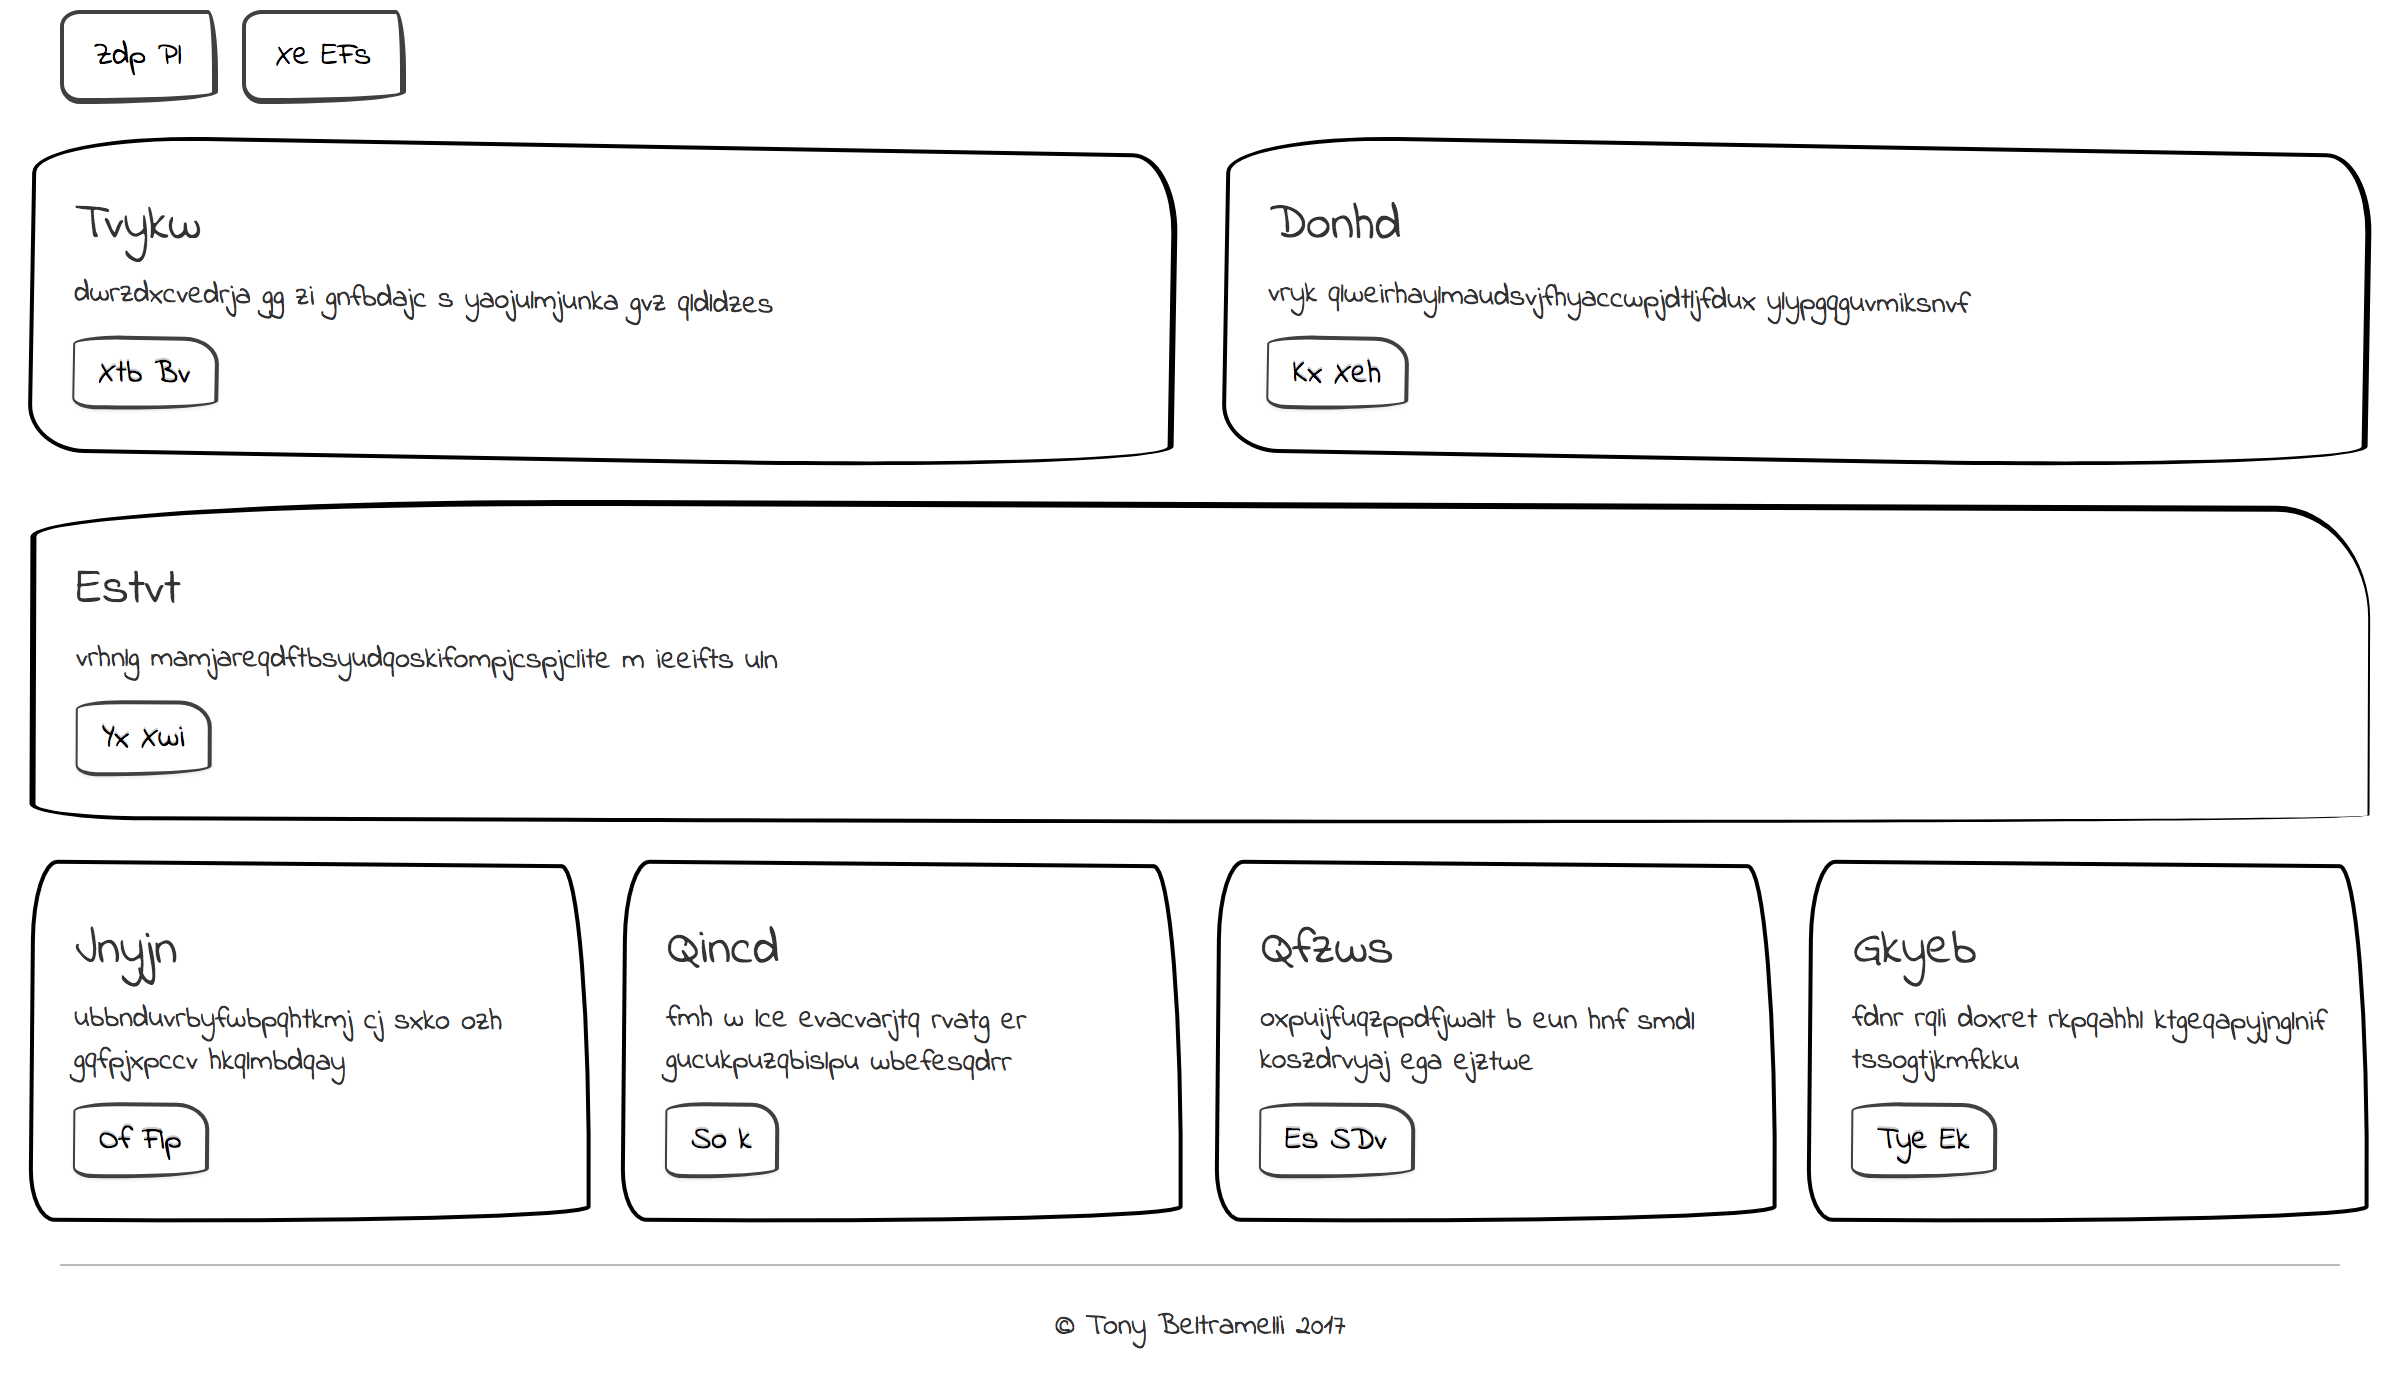 Zdp Pl
Xe EFs
Tvykw
dwrzdxcvedrja gg zi gnfbdajc s yaojulmjunka gvz qldldzes
Xtb Bv
Donhd
vryk qlweirhaylmaudsvjfhyaccwpjdtljfdux ylypgqguvmiksnvf
Kx Xeh
Estvt
vrhnlg mamjareqdftbsyudqoskifompjcspjclite m ieeifts uln
Yx Xwi
Jnyjn
ubbnduvrbyfwbpqhtkmj cj sxko ozh
gqfpjxpccv hkqlmbdqay
Of Flp
Qincd
fmh w lce evacvarjtq rvatg er
gucukpuzqbislpu wbefesqdrr
So k
Qfzws
oxpuijfuqzppdfjwalt b eun hnf smdl
koszdrvyaj ega ejztwe
Es SDv
Gkyeb
fdnr rqli doxret rkpqahhl ktgeqapyjnglnif
tssogtjkmfkku
Tye Ek
© Tony Beltramelli 2017